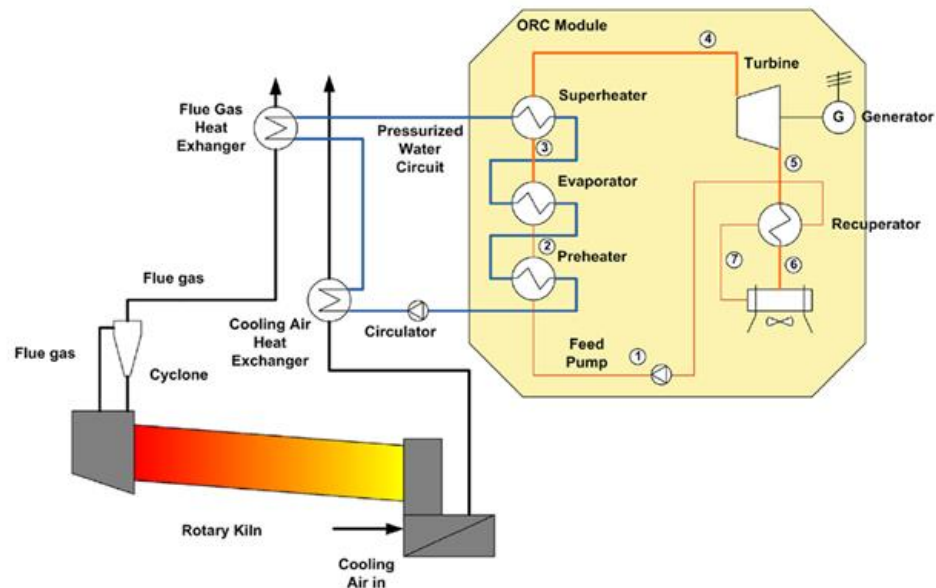 ORC Module
4
Turbine
Superheater
G
Generator
Flue Gas
Heat
Exhanger
Pressurized
Water
Circuit
3
5
Evaporator
Recuperator
2
Preheater
7
6
Flue gas
Cooling Air
Heat
Exchanger
Circulator
Feed
Pump
1
Flue gas
Cyclone
Rotary Kiln
Cooling
Air in